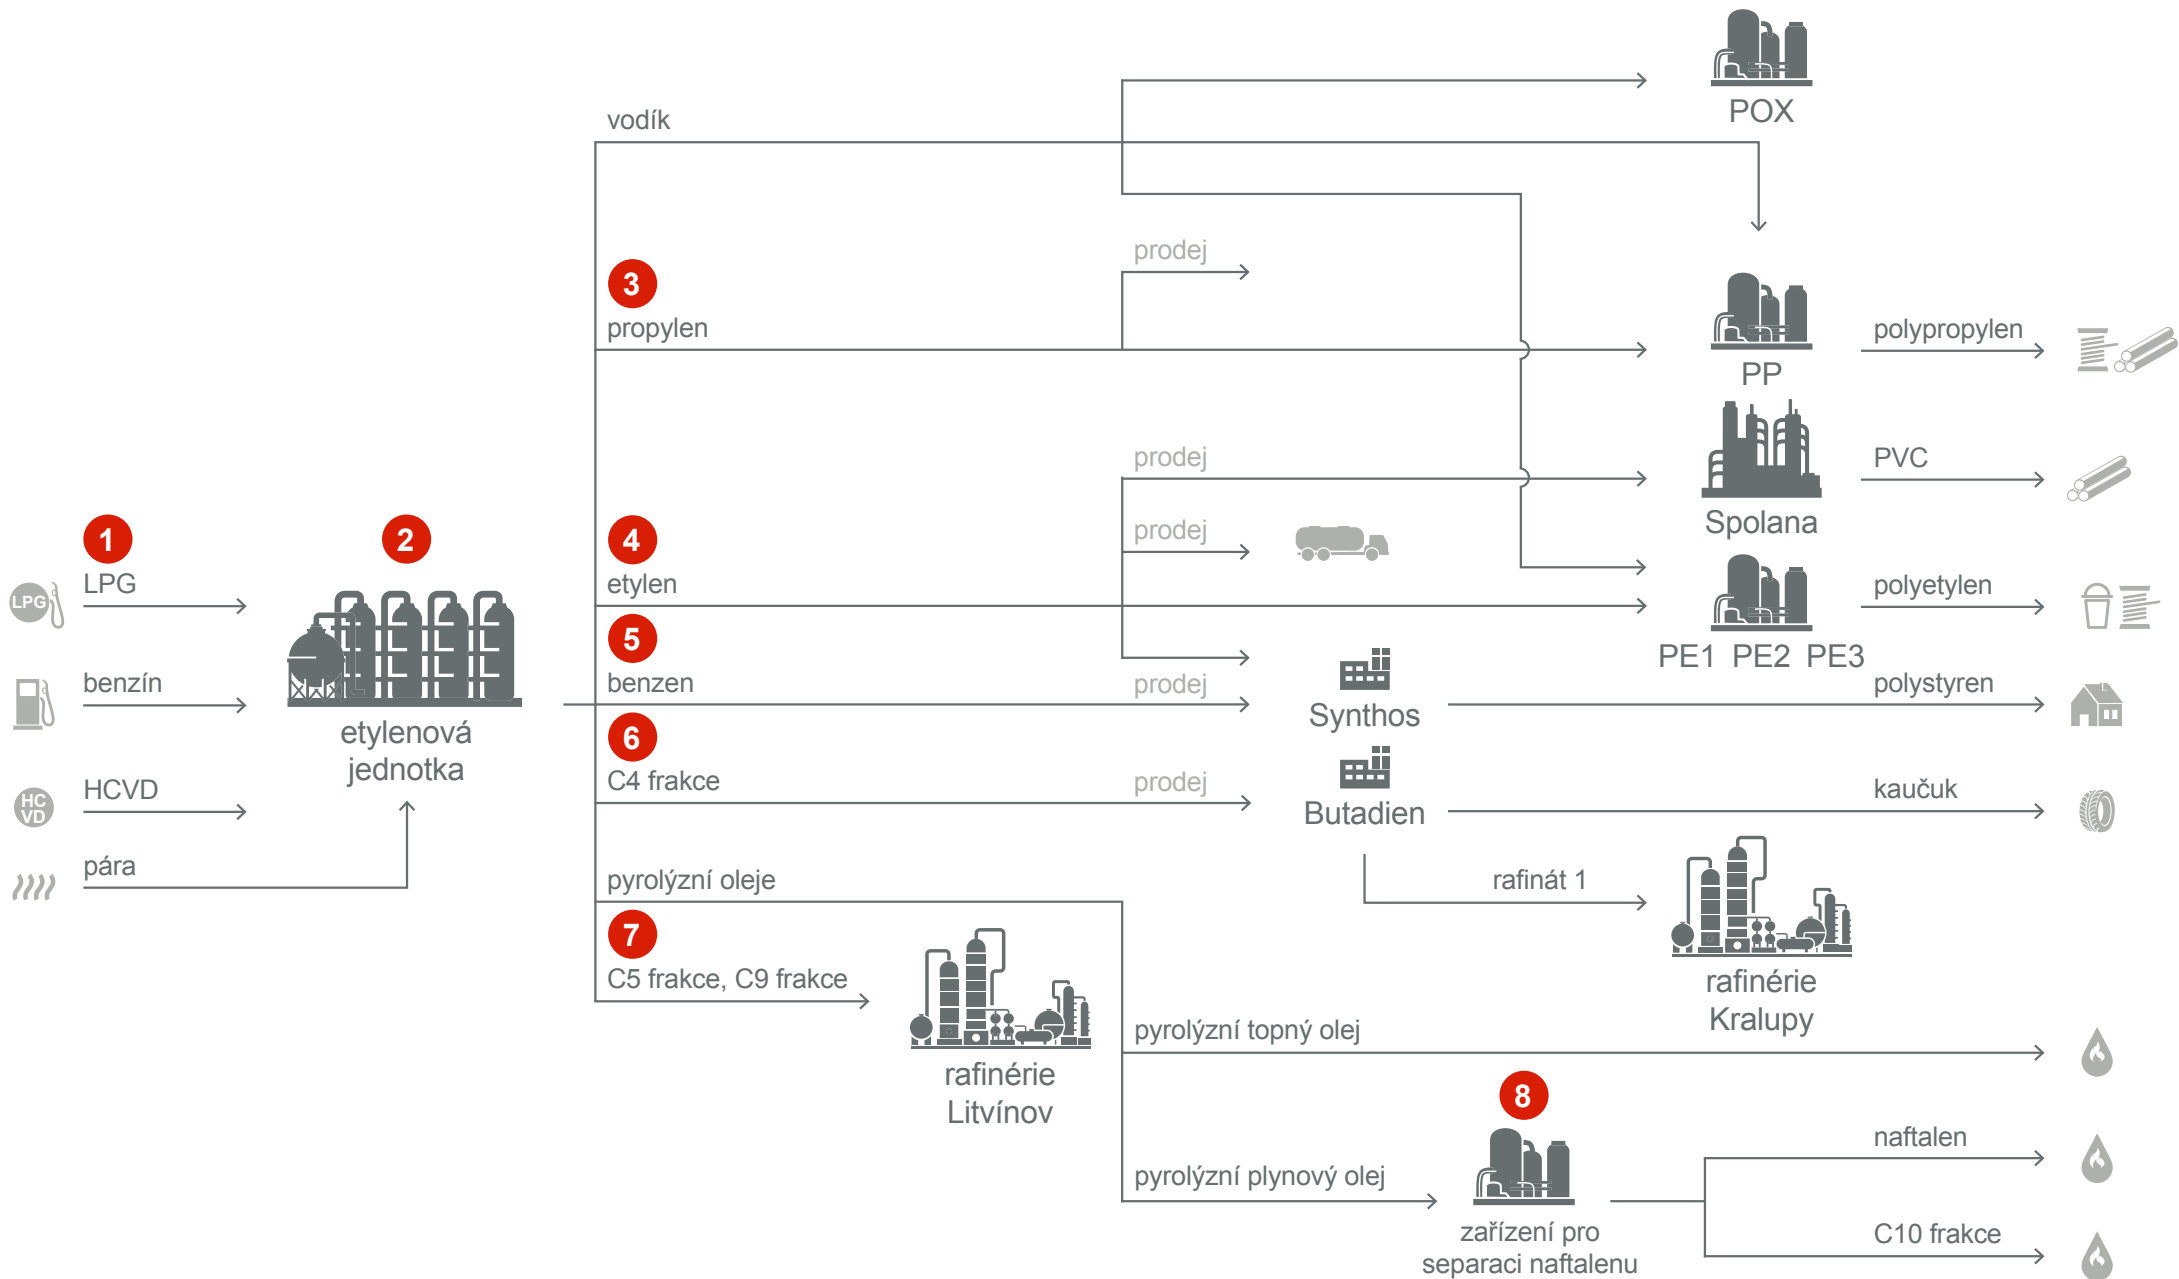 POX
vodík
prodej
3
propylen
polypropylen
PP
prodej
PVC
Spolana
1
2
4
prodej
LPG
LPG
etylen
polyetylen
5
PE1 PE2 PE3
benzín
benzen
prodej
polystyren
Synthos
etylenová
jednotka
6
C4 frakce
prodej
HC
VD
HCVD
kaučuk
Butadien
pára
pyrolýzní oleje
rafinát 1
7
C5 frakce, C9 frakce
rafinérie
Kralupy
pyrolýzní topný olej
rafinérie
Litvínov
8
naftalen
pyrolýzní plynový olej
C10 frakce
zařízení pro
separaci naftalenu